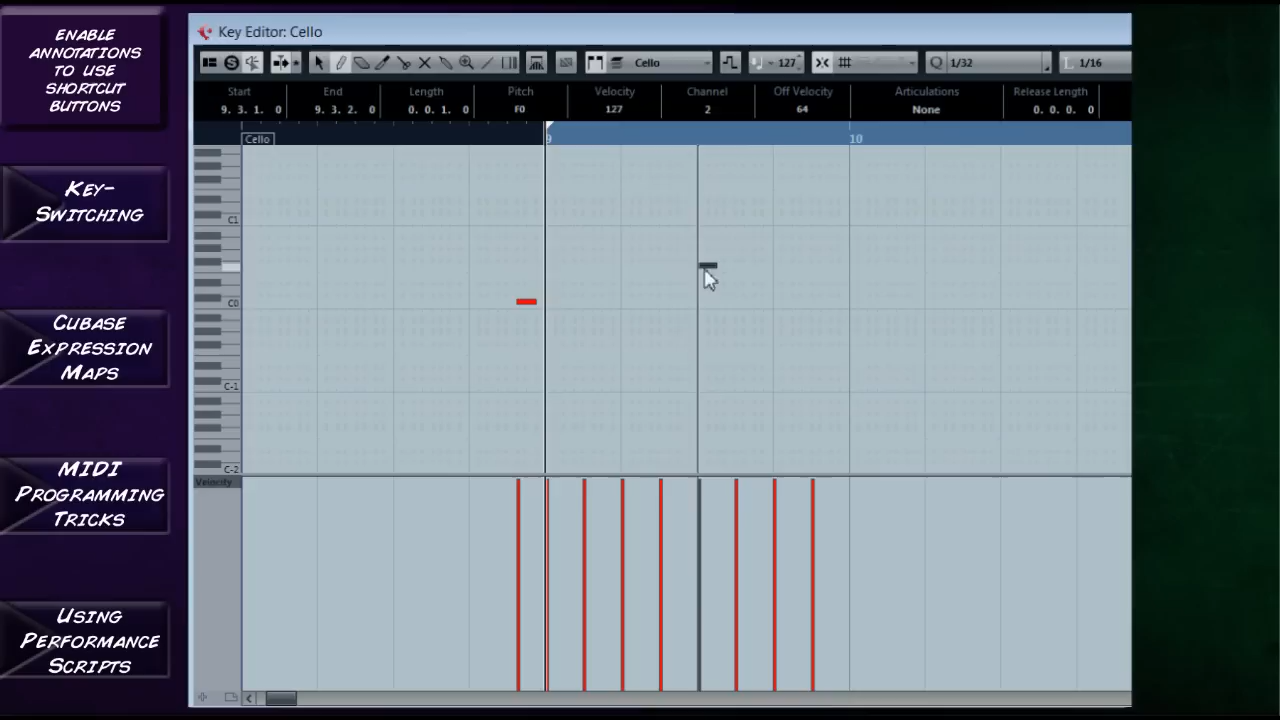 ENABLE
ANNOTATIONS
TO USE
SHORTCUT
BUTTONS
KEY-
SWITCHING
CUBASE
EXPRESSION
MAPS
MIDI
PROGRAMMING
TRICKS
USING
PERFORMANCE
SCRIPTS
Key Editor: Cello
Cello 127 Q 1/32 L 1/16
Start End Length Pitch Velocity Channel Off Velocity Articulations Release Length
9. 3. 1. 0 9. 3. 2. 0 0. 0. 1. 0 F0 127 2 64 None 0. 0. 0. 0
Cello 9 10
C1
C0
C-1
C-2
Velocity